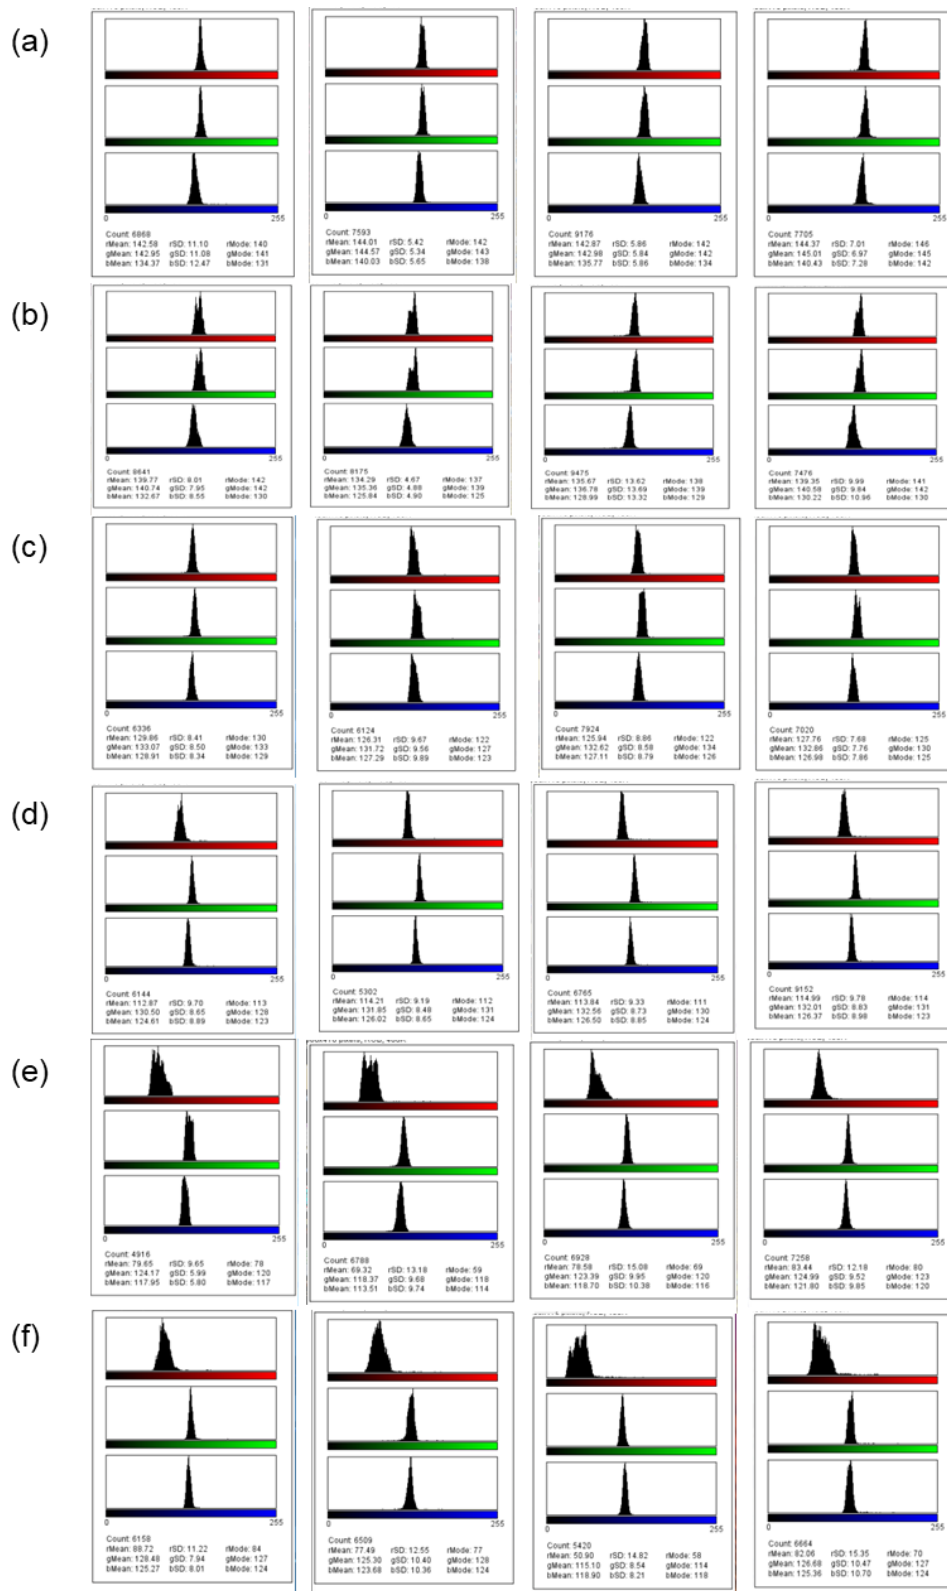 (a)
0 255 0 255 0 255 0 255
Count: 6868 Count: 7593 Count: 9176 Count: 7705
rMean: 142.58 rSD: 11.10 rMode: 140 rMean: 144.01 rSD: 5.42 rMode: 142 rMean: 142.87 rSD: 5.86 rMode: 142 rMean: 144.37 rSD: 7.01 rMode: 146
gMean: 142.95 gSD: 11.08 gMode: 141 gMean: 144.57 gSD: 5.34 gMode: 143 gMean: 142.98 gSD: 5.84 gMode: 142 gMean: 145.01 gSD: 6.97 gMode: 145
bMean: 134.37 bSD: 12.47 bMode: 131 bMean: 140.03 bSD: 5.65 bMode: 138 bMean: 135.77 bSD: 5.86 bMode: 134 bMean: 140.43 bSD: 7.28 bMode: 142
(b)
0 255 0 255 0 255 0 255
Count: 8641 Count: 8175 Count: 9475 Count: 7476
rMean: 139.77 rSD: 8.01 rMode: 142 rMean: 134.29 rSD: 4.67 rMode: 137 rMean: 135.67 rSD: 13.62 rMode: 138 rMean: 139.35 rSD: 9.99 rMode: 141
gMean: 140.74 gSD: 7.95 gMode: 142 gMean: 135.36 gSD: 4.88 gMode: 139 gMean: 136.78 gSD: 13.69 gMode: 139 gMean: 140.58 gSD: 9.84 gMode: 142
bMean: 132.67 bSD: 8.55 bMode: 130 bMean: 125.84 bSD: 4.90 bMode: 125 bMean: 128.99 bSD: 13.32 bMode: 129 bMean: 130.22 bSD: 10.96 bMode: 130
(c)
0 255 0 255 0 255 0 255
Count: 6336 Count: 6124 Count: 7924 Count: 7020
rMean: 129.86 rSD: 8.41 rMode: 130 rMean: 126.31 rSD: 9.67 rMode: 122 rMean: 125.94 rSD: 8.86 rMode: 122 rMean: 127.76 rSD: 7.68 rMode: 125
gMean: 133.07 gSD: 8.50 gMode: 133 gMean: 131.72 gSD: 9.56 gMode: 127 gMean: 132.62 gSD: 8.58 gMode: 134 gMean: 132.86 gSD: 7.76 gMode: 130
bMean: 128.91 bSD: 8.34 bMode: 129 bMean: 127.29 bSD: 9.89 bMode: 123 bMean: 127.11 bSD: 8.79 bMode: 126 bMean: 126.98 bSD: 7.86 bMode: 125
(d)
0 255 0 255 0 255 0 255
Count: 6144 Count: 5302 Count: 6765 Count: 9152
rMean: 112.87 rSD: 9.70 rMode: 113 rMean: 114.21 rSD: 9.19 rMode: 112 rMean: 113.84 rSD: 9.33 rMode: 111 rMean: 114.99 rSD: 9.78 rMode: 114
gMean: 130.50 gSD: 8.65 gMode: 128 gMean: 131.85 gSD: 8.48 gMode: 131 gMean: 132.56 gSD: 8.73 gMode: 130 gMean: 132.01 gSD: 8.83 gMode: 131
bMean: 124.61 bSD: 8.89 bMode: 123 bMean: 126.02 bSD: 8.65 bMode: 124 bMean: 126.50 bSD: 8.85 bMode: 124 bMean: 126.37 bSD: 8.98 bMode: 123
(e)
0 255 0 255 0 255 0 255
Count: 4916 Count: 6788 Count: 6928 Count: 7258
rMean: 79.65 rSD: 9.65 rMode: 78 rMean: 69.32 rSD: 13.18 rMode: 59 rMean: 78.58 rSD: 15.08 rMode: 69 rMean: 83.44 rSD: 12.18 rMode: 80
gMean: 124.17 gSD: 5.99 gMode: 120 gMean: 118.37 gSD: 9.68 gMode: 118 gMean: 123.39 gSD: 9.95 gMode: 120 gMean: 124.99 gSD: 9.52 gMode: 123
bMean: 117.95 bSD: 5.80 bMode: 117 bMean: 113.51 bSD: 9.74 bMode: 114 bMean: 118.70 bSD: 10.38 bMode: 116 bMean: 121.80 bSD: 9.85 bMode: 120
(f)
0 255 0 255 0 255 0 255
Count: 6158 Count: 6509 Count: 5420 Count: 6664
rMean: 88.72 rSD: 11.22 rMode: 84 rMean: 77.49 rSD: 12.55 rMode: 77 rMean: 50.90 rSD: 14.82 rMode: 58 rMean: 82.06 rSD: 15.35 rMode: 70
gMean: 128.48 gSD: 7.94 gMode: 127 gMean: 125.30 gSD: 10.40 gMode: 128 gMean: 115.10 gSD: 8.54 gMode: 114 gMean: 126.68 gSD: 10.47 gMode: 127
bMean: 125.27 bSD: 8.01 bMode: 124 bMean: 123.68 bSD: 10.36 bMode: 124 bMean: 118.90 bSD: 8.21 bMode: 118 bMean: 125.36 bSD: 10.70 bMode: 124